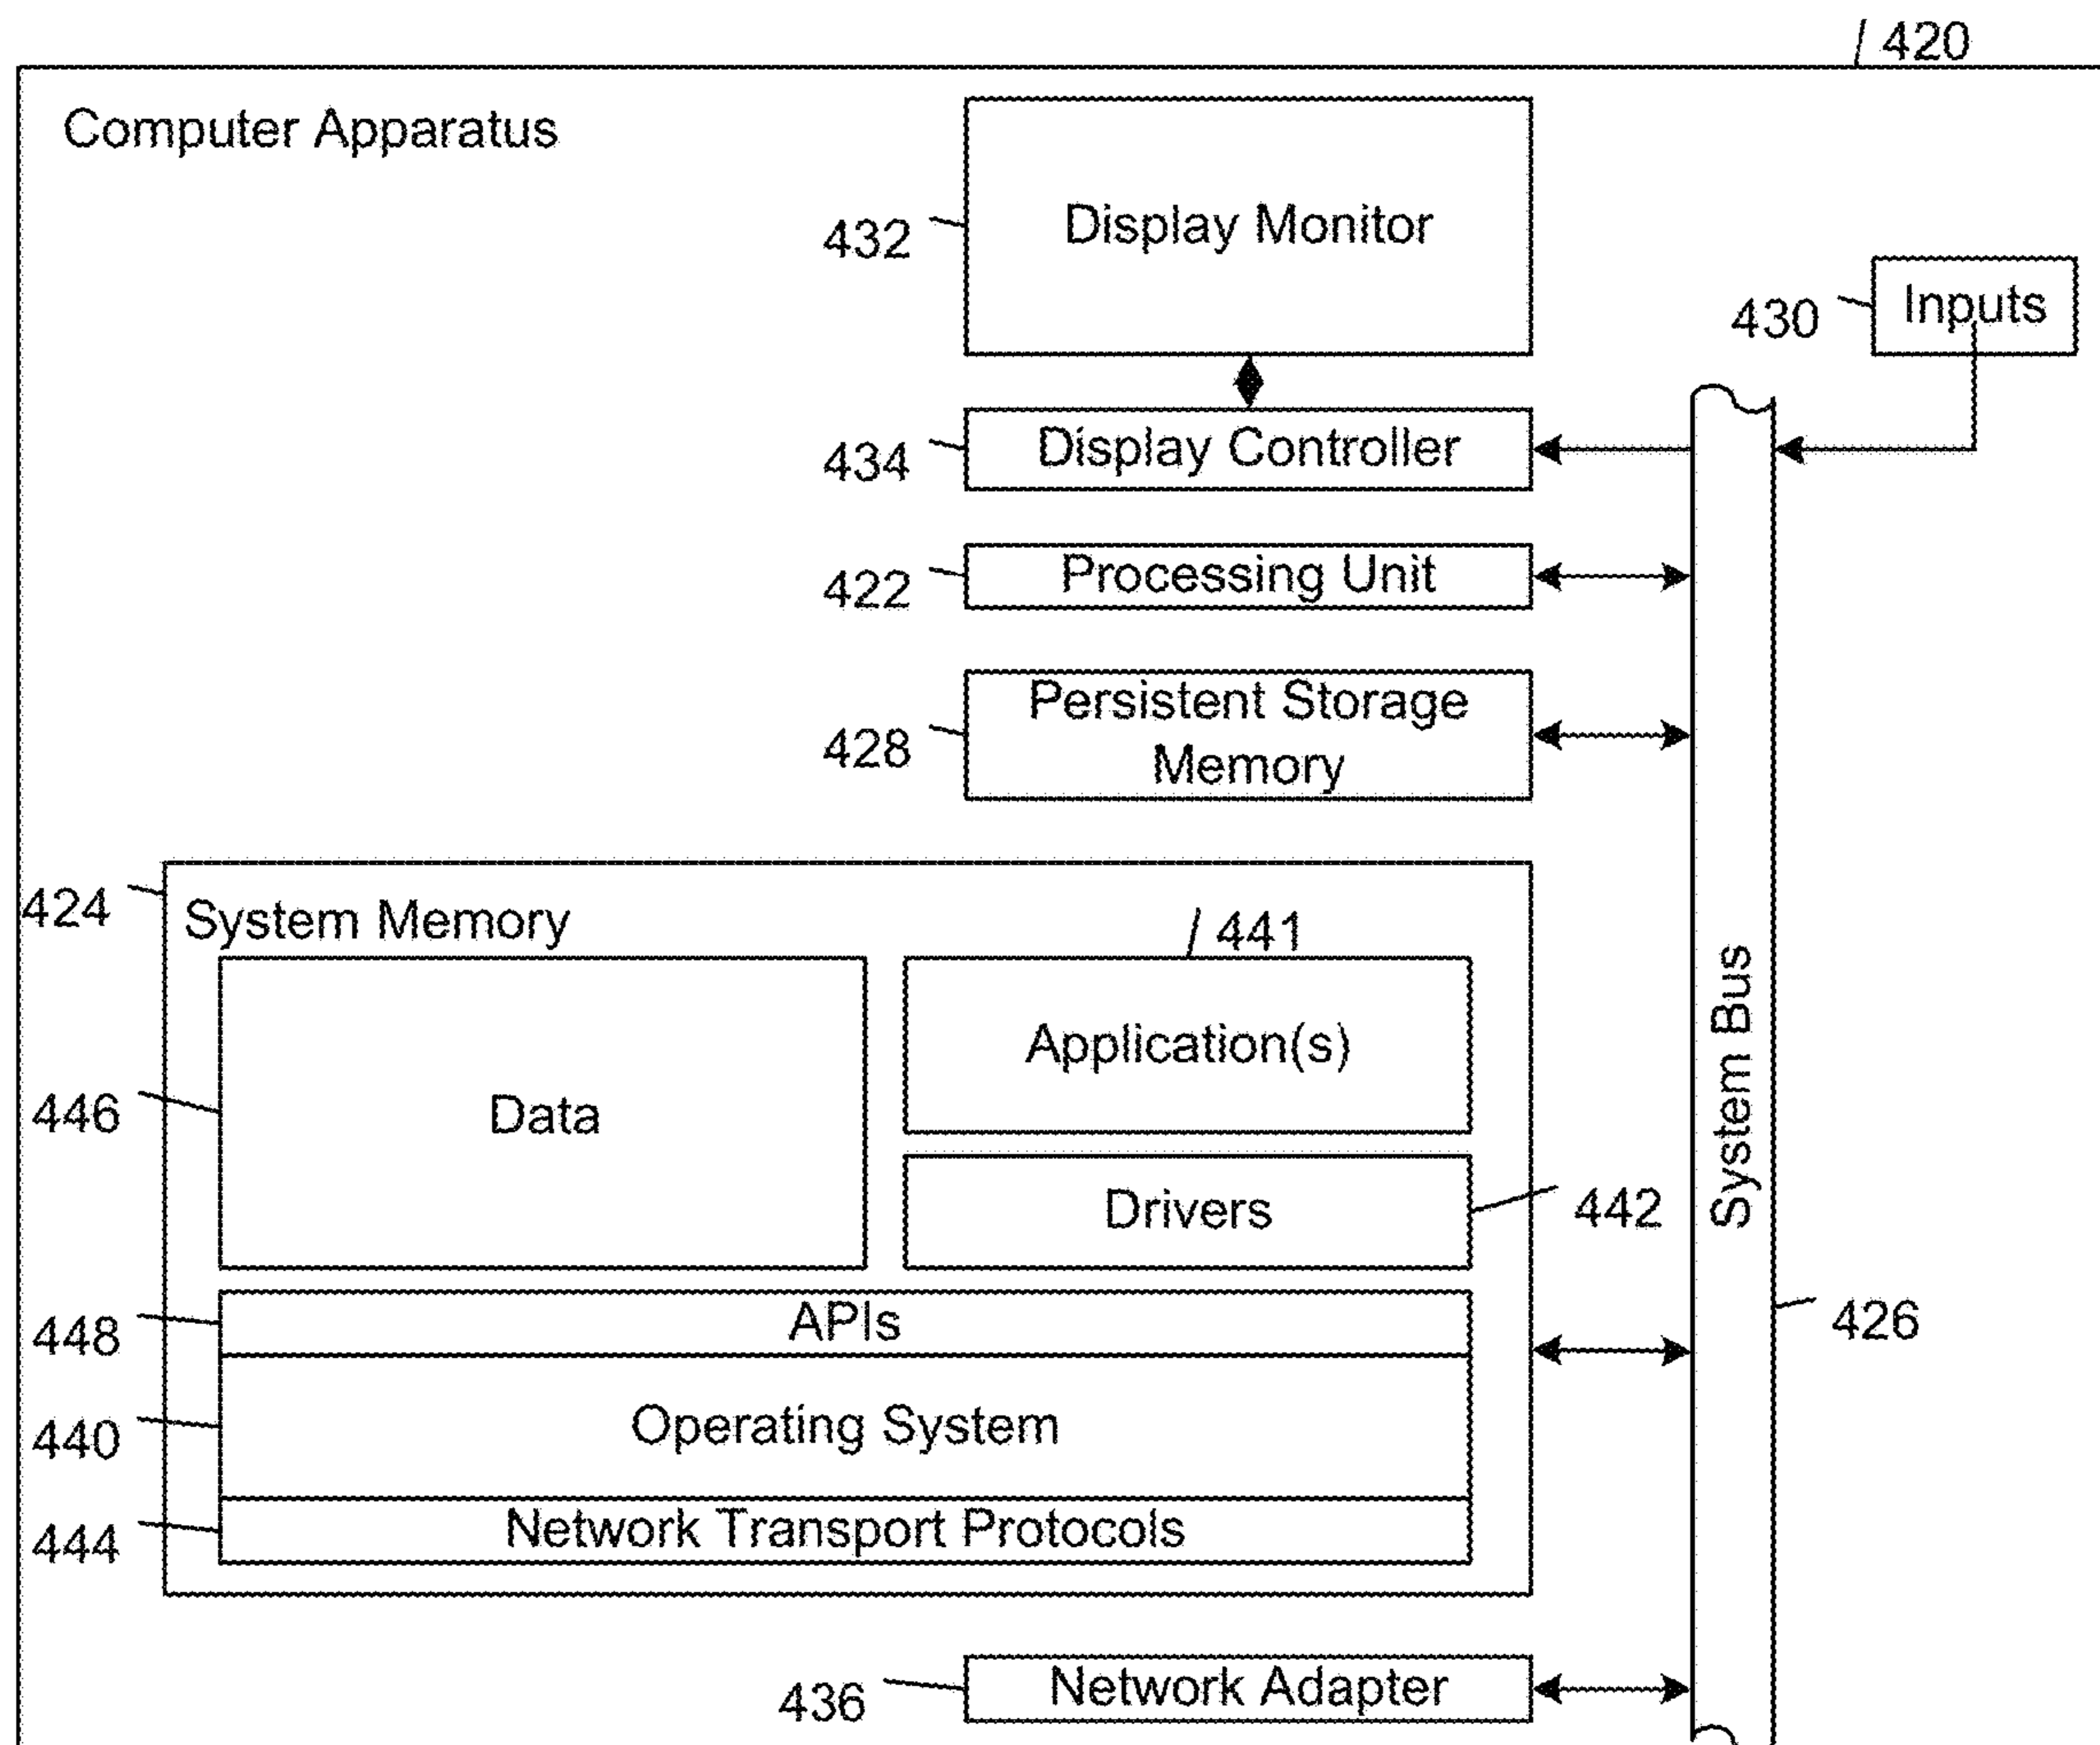 420
Computer Apparatus
432
Display Monitor
430
Inputs
434
Display Controller
422
Processing Unit
428
Persistent Storage
Memory
424
System Memory
441
446
Data
Application(s)
Drivers
442
448
APIs
440
Operating System
444
Network Transport Protocols
System Bus
426
436
Network Adapter